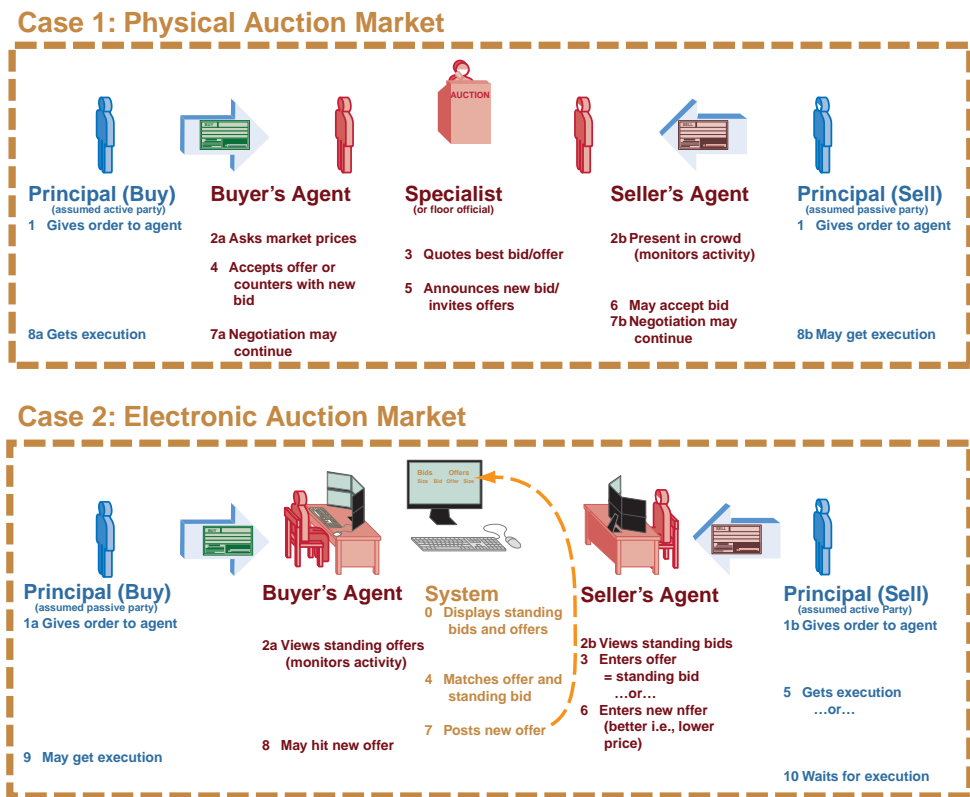 Case 1: Physical Auction Market
AUCTION
BUY
SELL
Principal (Buy)
(assumed active party)
1 Gives order to agent
8a Gets execution
Buyer's Agent
2a Asks market prices
4 Accepts offer or
counters with new
bid
7a Negotiation may
continue
Specialist
(or floor official)
3 Quotes best bid/offer
5 Announces new bid/
invites offers
Seller's Agent
2b Present in crowd
(monitors activity)
6 May accept bid
7b Negotiation may
continue
Principal (Sell)
(assumed passive party)
1 Gives order to agent
8b May get execution
Case 2: Electronic Auction Market
Bids Offers
Size Bid Offer Size
BUY
SELL
Principal (Buy)
(assumed passive party)
1a Gives order to agent
9 May get execution
Buyer's Agent
2a Views standing offers
(monitors activity)
8 May hit new offer
System
0 Displays standing
bids and offers
4 Matches offer and
standing bid
7 Posts new offer
Seller's Agent
2b Views standing bids
3 Enters offer
= standing bid
…or…
6 Enters new nffer
(better i.e., lower
price)
Principal (Sell)
(assumed active Party)
1b Gives order to agent
5 Gets execution
…or…
10 Waits for execution